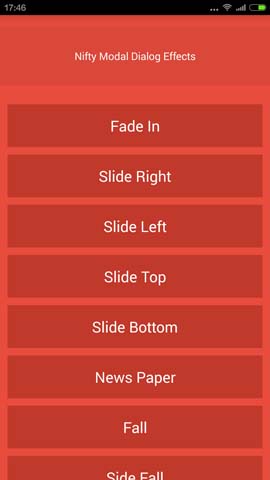 17:46
Nifty Modal Dialog Effects
Fade In
Slide Right
Slide Left
Slide Top
Slide Bottom
News Paper
Fall
Side Fall